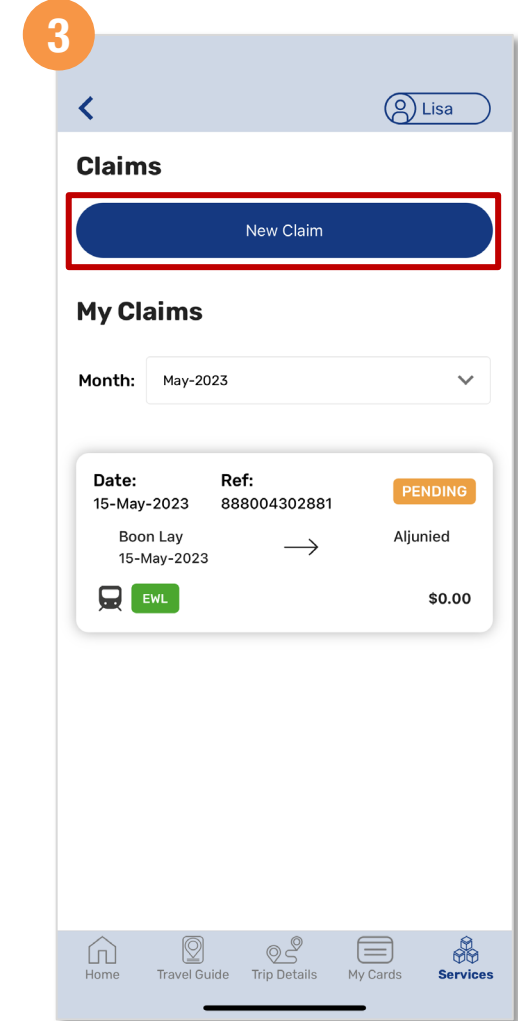 3
Lisa
Claims
New Claim
My Claims
Month: May-2023
Date: Ref:
15-May-2023 888004302881 PENDING
Boon Lay Aljunied
15-May-2023
EWL $0.00
Home Travel Guide Trip Details My Cards Services